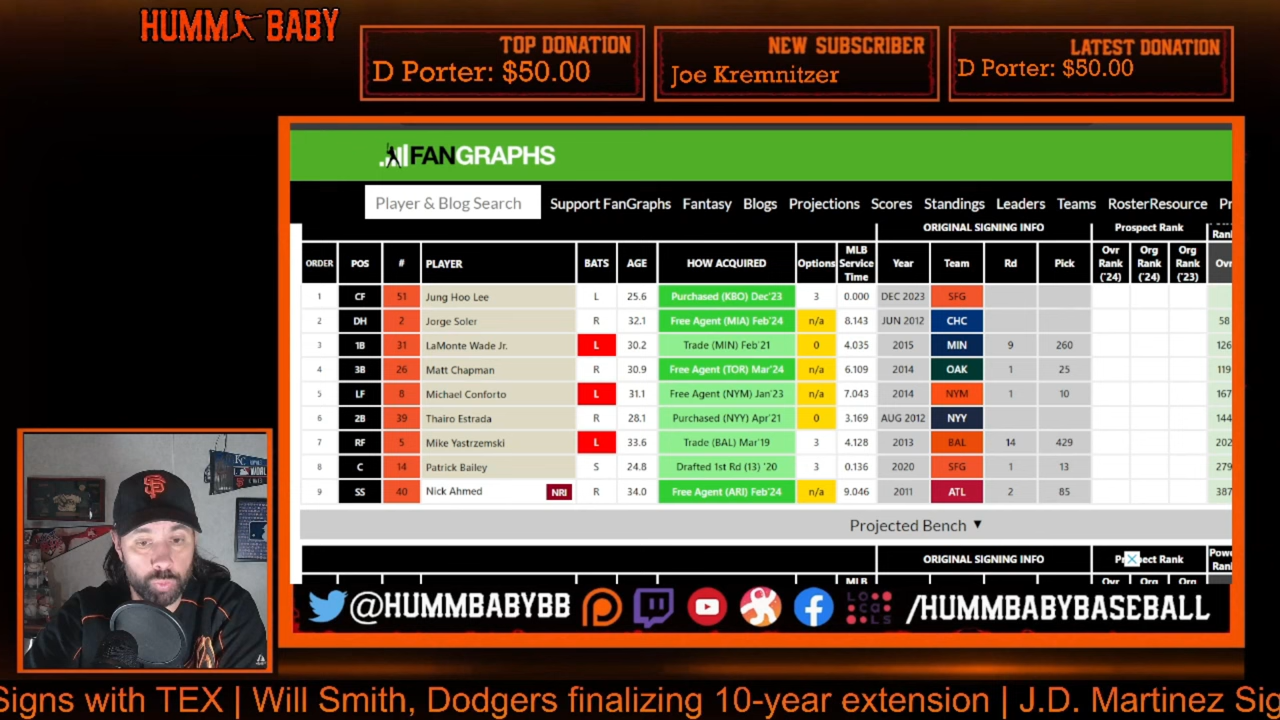 HUMM BABY
TOP DONATION
D Porter: $50.00
NEW SUBSCRIBER
Joe Kremnitzer
LATEST DONATION
D Porter: $50.00
FANGRAPHS
Player & Blog Search Support FanGraphs Fantasy Blogs Projections Scores Standings Leaders Teams RosterResource Pr
ORIGINAL SIGNING INFO Prospect Rank
ORDER POS # PLAYER BATS AGE HOW ACQUIRED Options MLB Service Time Year Team Rd Pick Ovr Rank ('24) Org Rank ('24) Org Rank ('23) Ovr
1 CF 51 Jung Hoo Lee L 25.6 Purchased (KBO) Dec'23 3 0.000 DEC 2023 SFG
2 DH 2 Jorge Soler R 32.1 Free Agent (MIA) Feb'24 n/a 8.143 JUN 2012 CHC 58
3 1B 31 LaMonte Wade Jr. L 30.2 Trade (MIN) Feb'21 0 4.035 2015 MIN 9 260 126
4 3B 26 Matt Chapman R 30.9 Free Agent (TOR) Mar'24 n/a 6.109 2014 OAK 1 25 119
5 LF 8 Michael Conforto L 31.1 Free Agent (NYM) Jan'23 n/a 7.043 2014 NYM 1 10 167
6 2B 39 Thairo Estrada R 28.1 Purchased (NYY) Apr'21 0 3.169 AUG 2012 NYY 144
7 RF 5 Mike Yastrzemski L 33.6 Trade (BAL) Mar'19 3 4.128 2013 BAL 14 429 202
8 C 14 Patrick Bailey S 24.8 Drafted 1st Rd (13) '20 3 0.136 2020 SFG 1 13 279
9 SS 40 Nick Ahmed NRI R 34.0 Free Agent (ARI) Feb'24 n/a 9.046 2011 ATL 2 85 387
Projected Bench ▼
ORIGINAL SIGNING INFO
@HUMMBABYBB /HUMMBABYBASEBALL
Signs with TEX | Will Smith, Dodgers finalizing 10-year extension | J.D. Martinez Sig